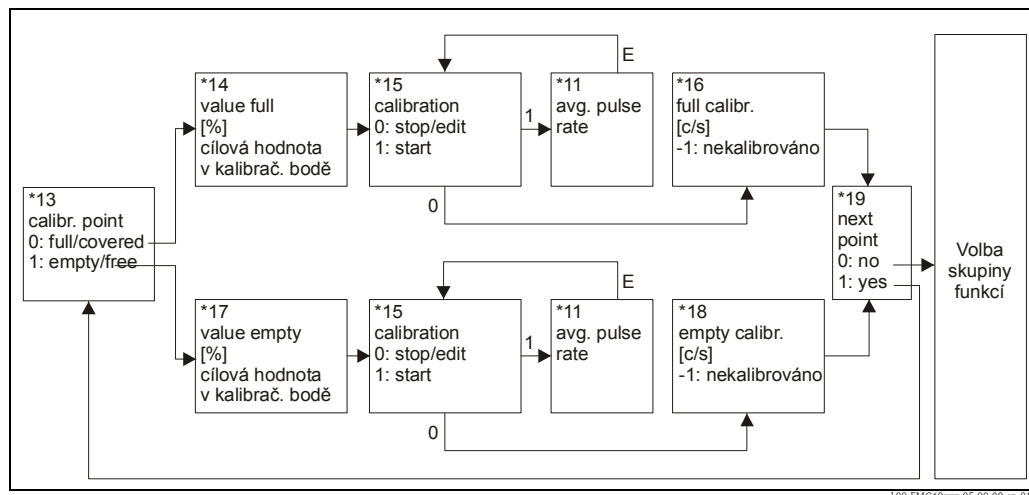 *13
calibr. point
0: full/covered
1: empty/free
*14
value full
[%]
cílová hodnota
v kalibrač. bodě
*15
calibration
0: stop/edit
1: start
1
0
E
*11
avg. pulse
rate
*16
full calibr.
[c/s]
-1: nekalibrováno
*17
value empty
[%]
cílová hodnota
v kalibrač. bodě
*15
calibration
0: stop/edit
1: start
1
0
E
*11
avg. pulse
rate
*18
empty calibr.
[c/s]
-1: nekalibrováno
*19
next
point
0: no
1: yes
Volba
skupiny
funkcí